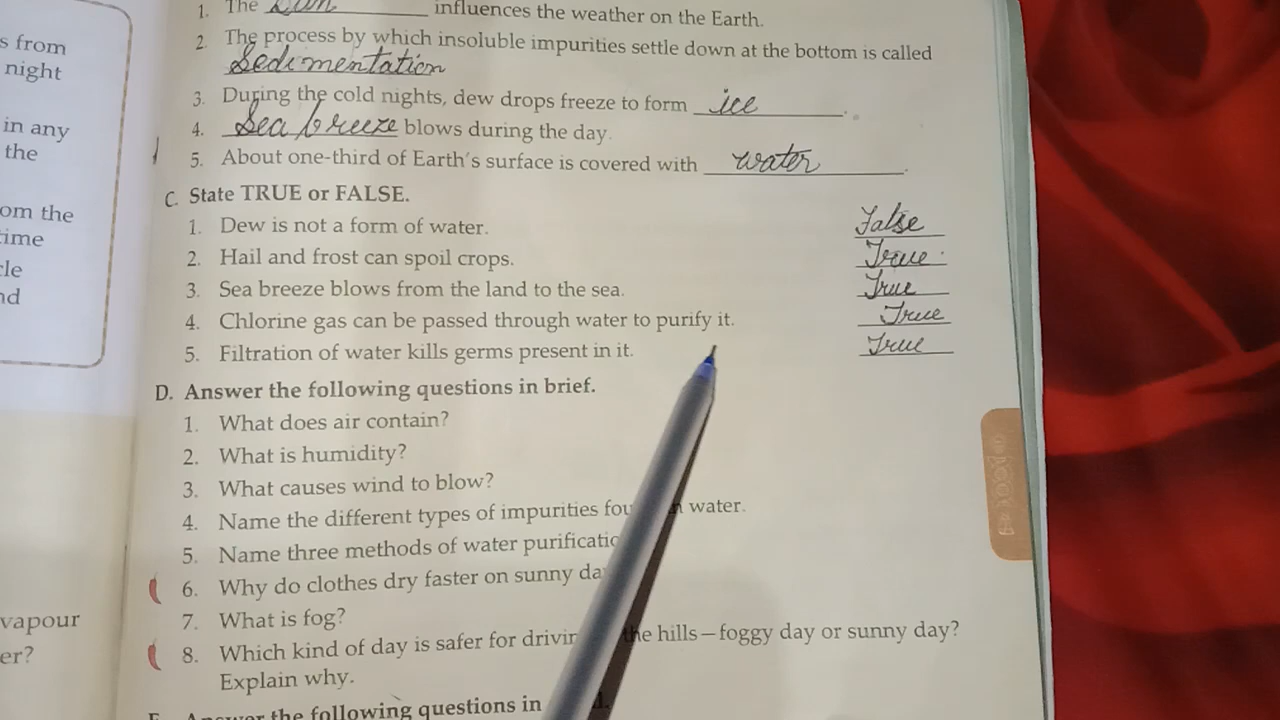 s from
night
in any
the
om the
time
cle
nd
vapour
er?
1. The Sun influences the weather on the Earth.
2. The process by which insoluble impurities settle down at the bottom is called
Sedimentation
3. During the cold nights, dew drops freeze to form ice.
4. Sea breeze blows during the day.
5. About one-third of Earth's surface is covered with water.
C. State TRUE or FALSE.
1. Dew is not a form of water. False
2. Hail and frost can spoil crops. True.
3. Sea breeze blows from the land to the sea. True
4. Chlorine gas can be passed through water to purify it. True
5. Filtration of water kills germs present in it. True
D. Answer the following questions in brief.
1. What does air contain?
2. What is humidity?
3. What causes wind to blow?
4. Name the different types of impurities fou water.
5. Name three methods of water purificatio
6. Why do clothes dry faster on sunny da
7. What is fog?
8. Which kind of day is safer for drivin the hills—foggy day or sunny day?
Explain why.
Answer the following questions in